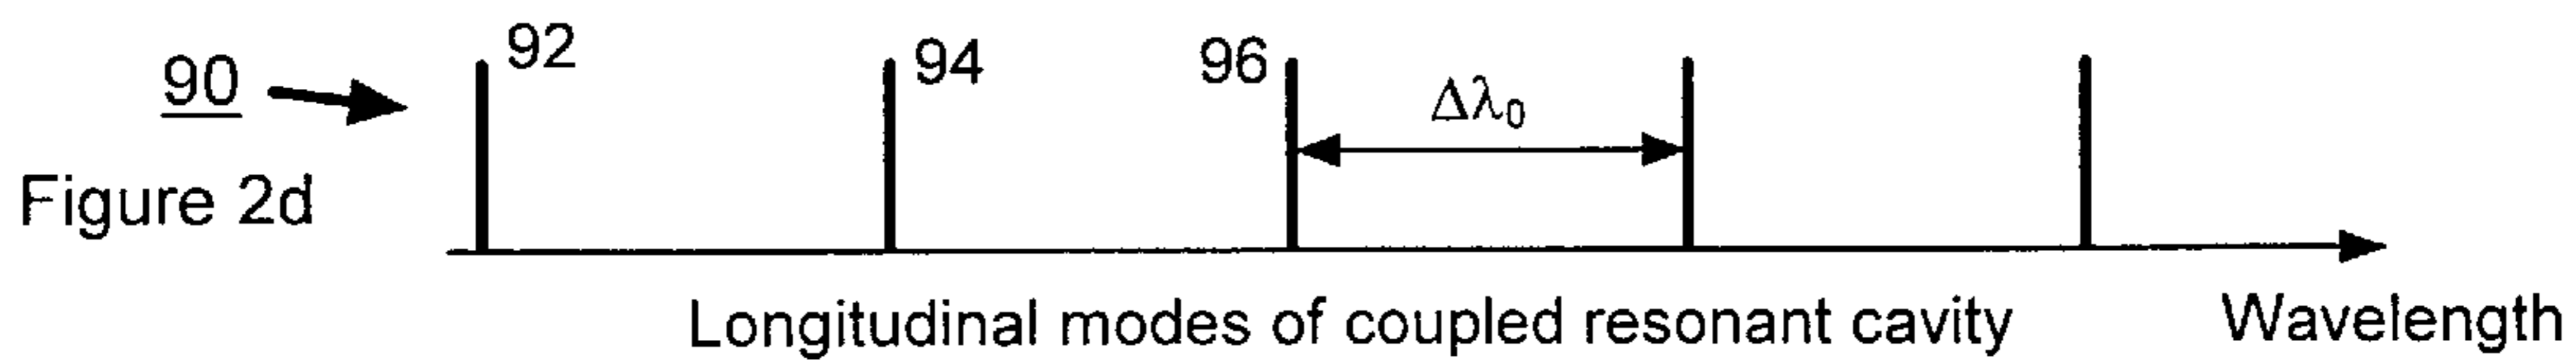 92
94
96
90
Δλ₀
Figure 2d
Longitudinal modes of coupled resonant cavity
Wavelength